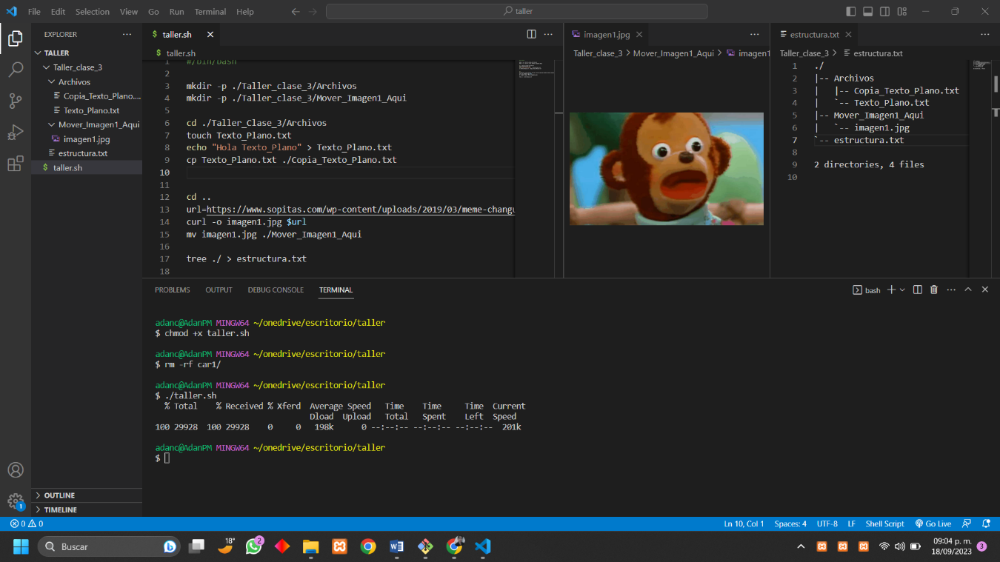 File Edit Selection View Go Run Terminal Help
taller
EXPLORER
TALLER
Taller_clase_3
Archivos
Copia_Texto_Plano....
Texto_Plano.txt
Mover_Imagen1_Aqui
imagen1.jpg
estructura.txt
$ taller.sh
OUTLINE
TIMELINE
$ taller.sh
$ taller.sh
1 #/bin/bash
2
3 mkdir -p ./Taller_clase_3/Archivos
4 mkdir -p ./Taller_clase_3/Mover_Imagen1_Aqui
5
6 cd ./Taller_Clase_3/Archivos
7 touch Texto_Plano.txt
8 echo "Hola Texto_Plano" > Texto_Plano.txt
9 cp Texto_Plano.txt ./Copia_Texto_Plano.txt
10
11
12 cd ..
13 url=https://www.sopitas.com/wp-content/uploads/2019/03/meme-changu
14 curl -o imagen1.jpg $url
15 mv imagen1.jpg ./Mover_Imagen1_Aqui
16
17 tree ./ > estructura.txt
18
imagen1.jpg
Taller_clase_3 > Mover_Imagen1_Aqui > imagen1
estructura.txt
Taller_clase_3 > estructura.txt
1 ./
2 |-- Archivos
3 |   |-- Copia_Texto_Plano.txt
4 |   `-- Texto_Plano.txt
5 |-- Mover_Imagen1_Aqui
6 |   `-- imagen1.jpg
7 `-- estructura.txt
8
9 2 directories, 4 files
10
PROBLEMS OUTPUT DEBUG CONSOLE TERMINAL
bash
adanc@AdanPM MINGW64 ~/onedrive/escritorio/taller
$ chmod +x taller.sh
adanc@AdanPM MINGW64 ~/onedrive/escritorio/taller
$ rm -rf car1/
adanc@AdanPM MINGW64 ~/onedrive/escritorio/taller
$ ./taller.sh
% Total % Received % Xferd Average Speed Time Time Time Current
Dload Upload Total Spent Left Speed
100 29928 100 29928 0 0 198k 0 --:--:-- --:--:-- --:--:-- 201k
adanc@AdanPM MINGW64 ~/onedrive/escritorio/taller
$
1
0 0
Ln 10, Col 1 Spaces: 4 UTF-8 LF Shell Script Go Live
Buscar
18°
2
09:04 p. m.
18/09/2023
3